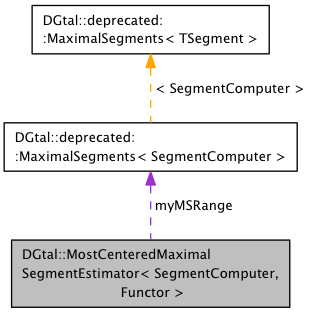 DGtal::deprecated:
:MaximalSegments< TSegment >
< SegmentComputer >
DGtal::deprecated:
:MaximalSegments< SegmentComputer >
myMSRange
DGtal::MostCenteredMaximal
SegmentEstimator< SegmentComputer,
Functor >